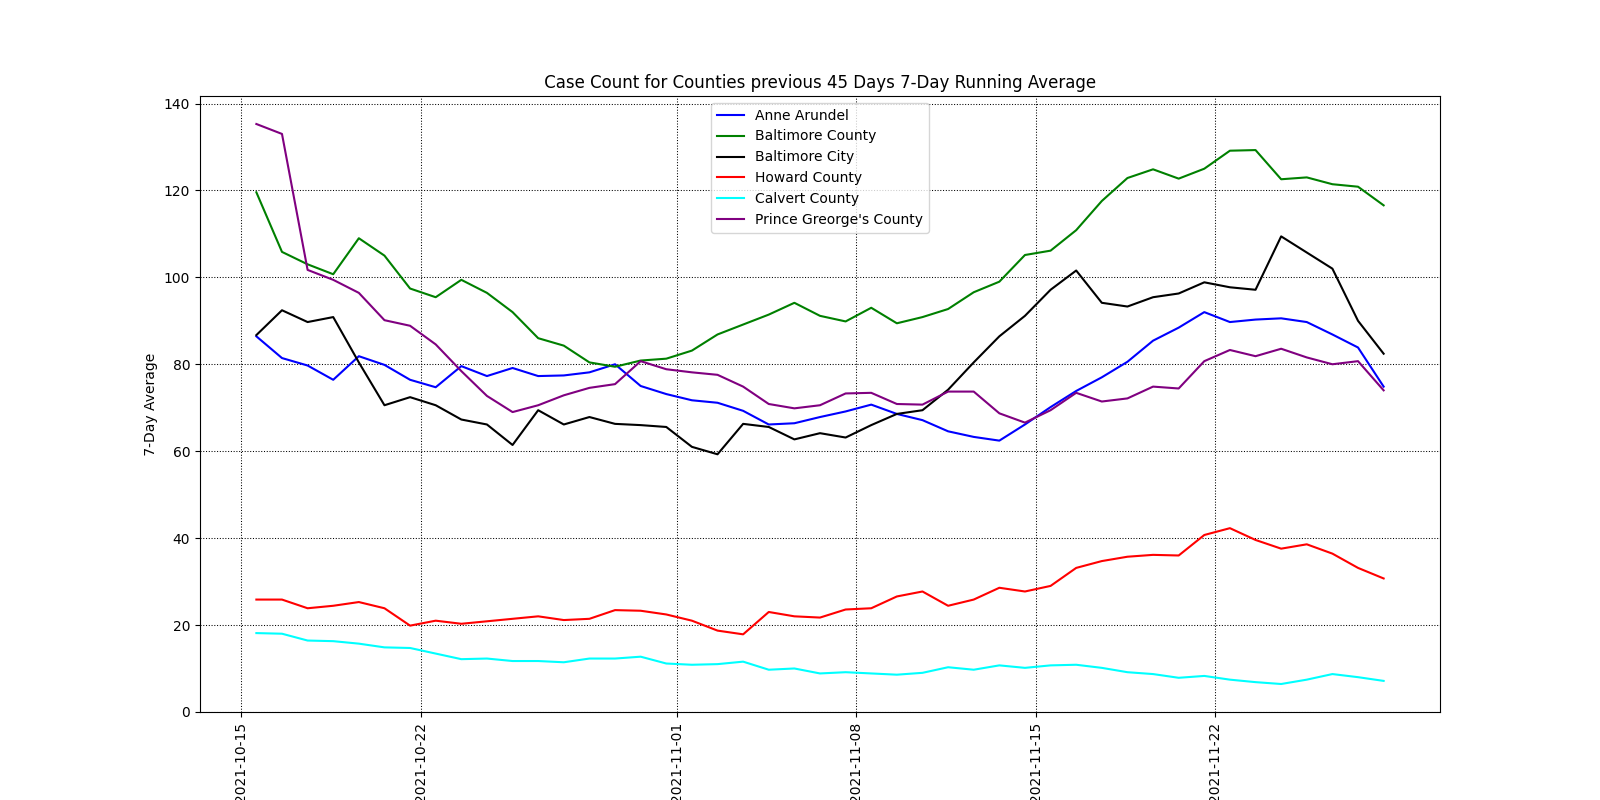 Case Count for Counties previous 45 Days 7-Day Running Average
Anne Arundel
Baltimore County
Baltimore City
Howard County
Calvert County
Prince Greorge's County
7-Day Average
140
120
100
80
60
40
20
0
2021-10-15
2021-10-22
2021-11-01
2021-11-08
2021-11-15
2021-11-22